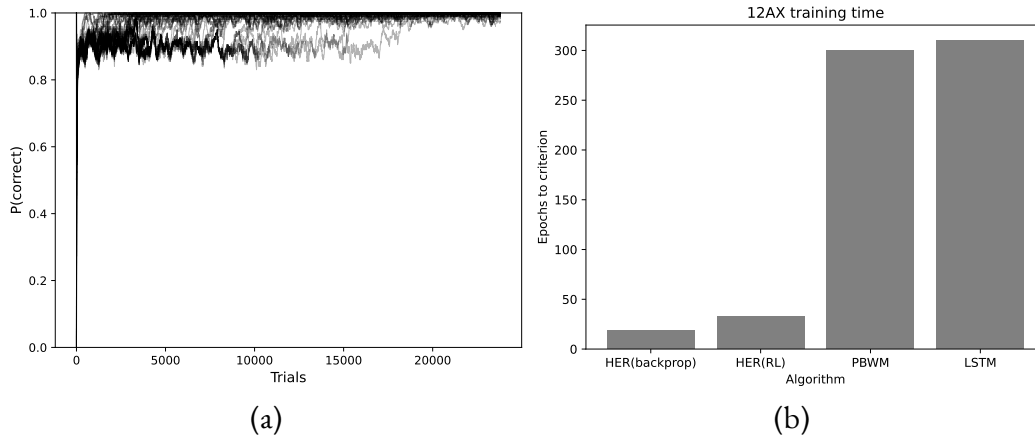 1.0
0.8
0.6
0.4
0.2
0.0
P(correct)
0 5000 10000 15000 20000
Trials
(a)
12AX training time
300
250
200
150
100
50
0
Epochs to criterion
HER(backprop) HER(RL) PBWM LSTM
Algorithm
(b)